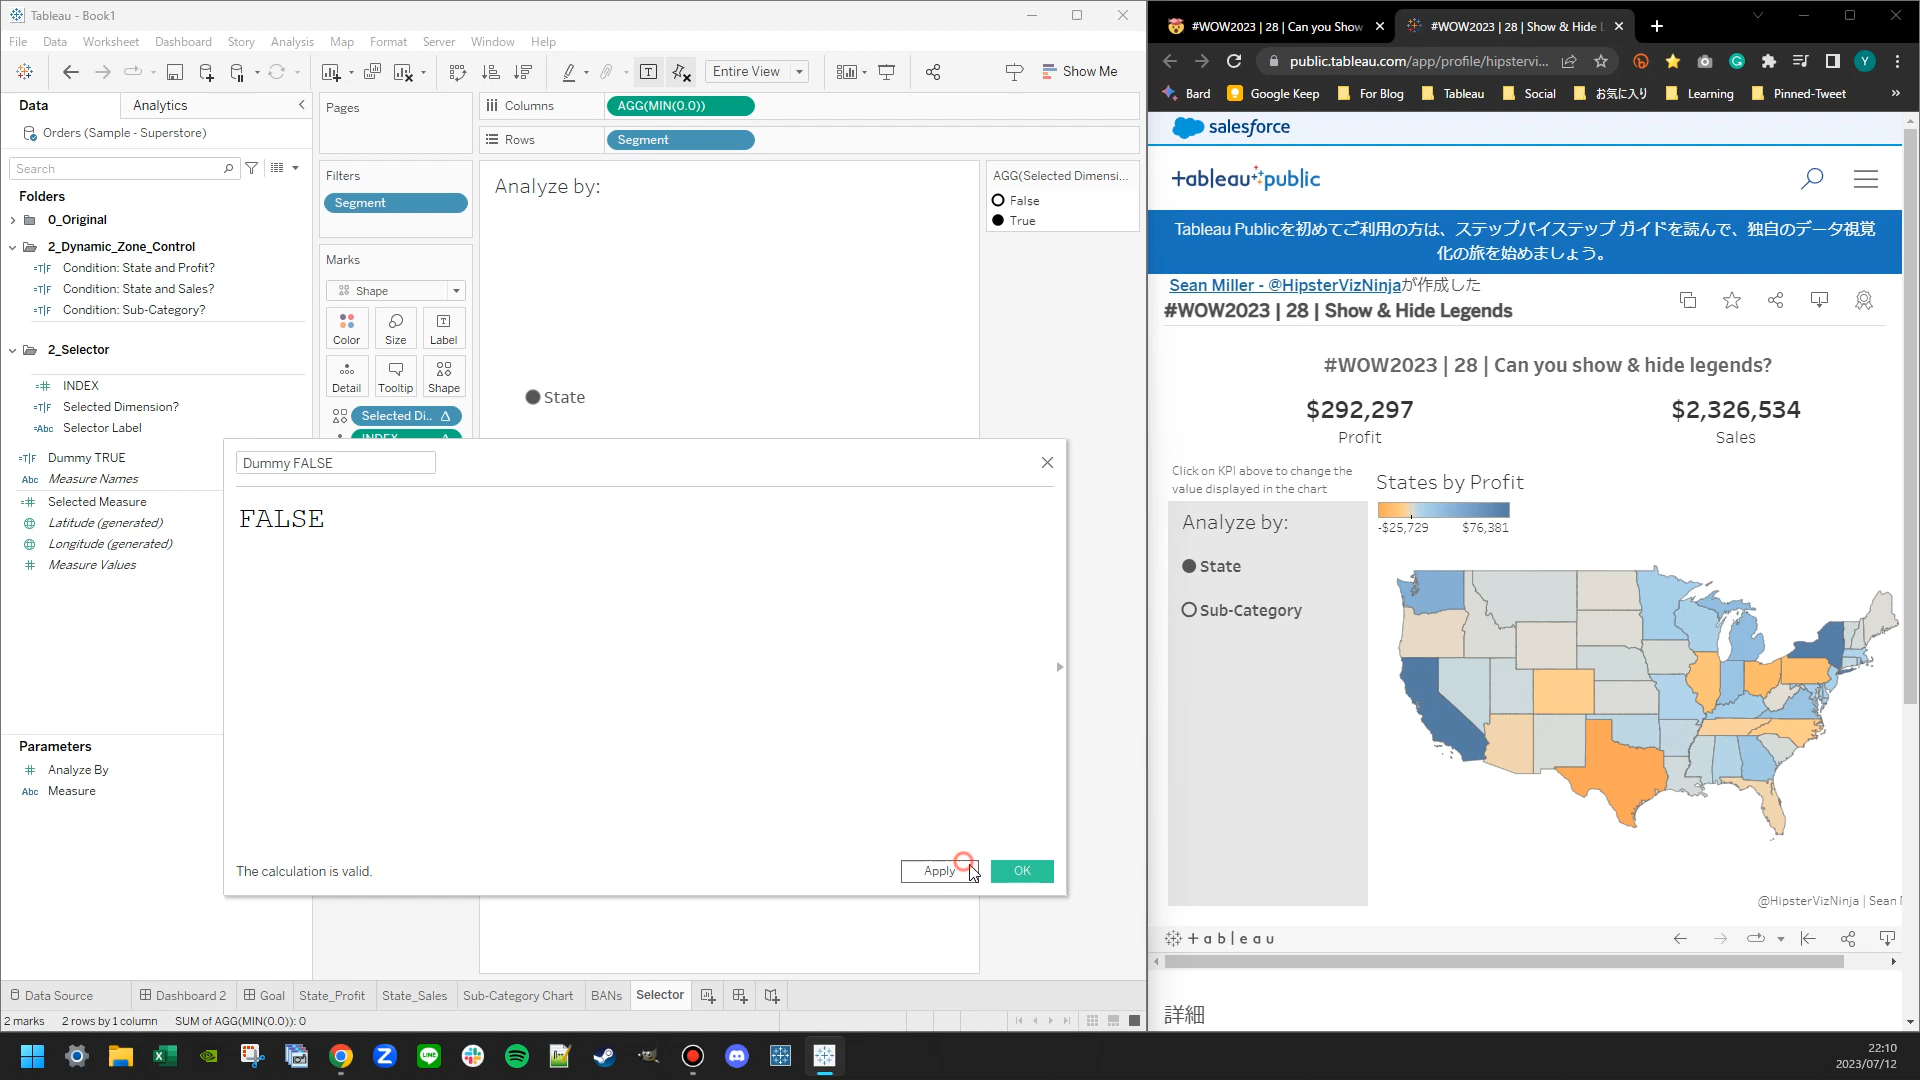 Tableau - Book1
File Data Worksheet Dashboard Story Analysis Map Format Server Window Help
Entire View
Show Me
Data
Analytics
Orders (Sample - Superstore)
Search
Folders
0_Original
2_Dynamic_Zone_Control
=T|F Condition: State and Profit?
=T|F Condition: State and Sales?
=T|F Condition: Sub-Category?
2_Selector
=# INDEX
=T|F Selected Dimension?
=Abc Selector Label
=T|F Dummy TRUE
Abc Measure Names
=# Selected Measure
Latitude (generated)
Longitude (generated)
# Measure Values
Parameters
# Analyze By
Abc Measure
Pages
Filters
Segment
Marks
Shape
Color Size Label
Detail Tooltip Shape
Selected Di.. Δ
INDEX Δ
iii Columns AGG(MIN(0.0))
Rows Segment
Analyze by:
State
AGG(Selected Dimensi...
False
True
Dummy FALSE
FALSE
The calculation is valid.
Apply
OK
Data Source Dashboard 2 Goal State_Profit State_Sales Sub-Category Chart BANs Selector
2 marks 2 rows by 1 column SUM of AGG(MIN(0.0)): 0
#WOW2023 | 28 | Can you Show
#WOW2023 | 28 | Show & Hide L
public.tableau.com/app/profile/hipstervi...
Bard Google Keep For Blog Tableau Social お気に入り Learning Pinned-Tweet »
salesforce
tableau public
Tableau Publicを初めてご利用の方は、ステップバイステップ ガイドを読んで、独自のデータ視覚
化の旅を始めましょう。
Sean Miller - @HipsterVizNinjaが作成した
#WOW2023 | 28 | Show & Hide Legends
#WOW2023 | 28 | Can you show & hide legends?
$292,297
Profit
$2,326,534
Sales
Click on KPI above to change the
value displayed in the chart
States by Profit
-$25,729 $76,381
Analyze by:
State
Sub-Category
@HipsterVizNinja | Sean
tableau
詳細
22:10
2023/07/12